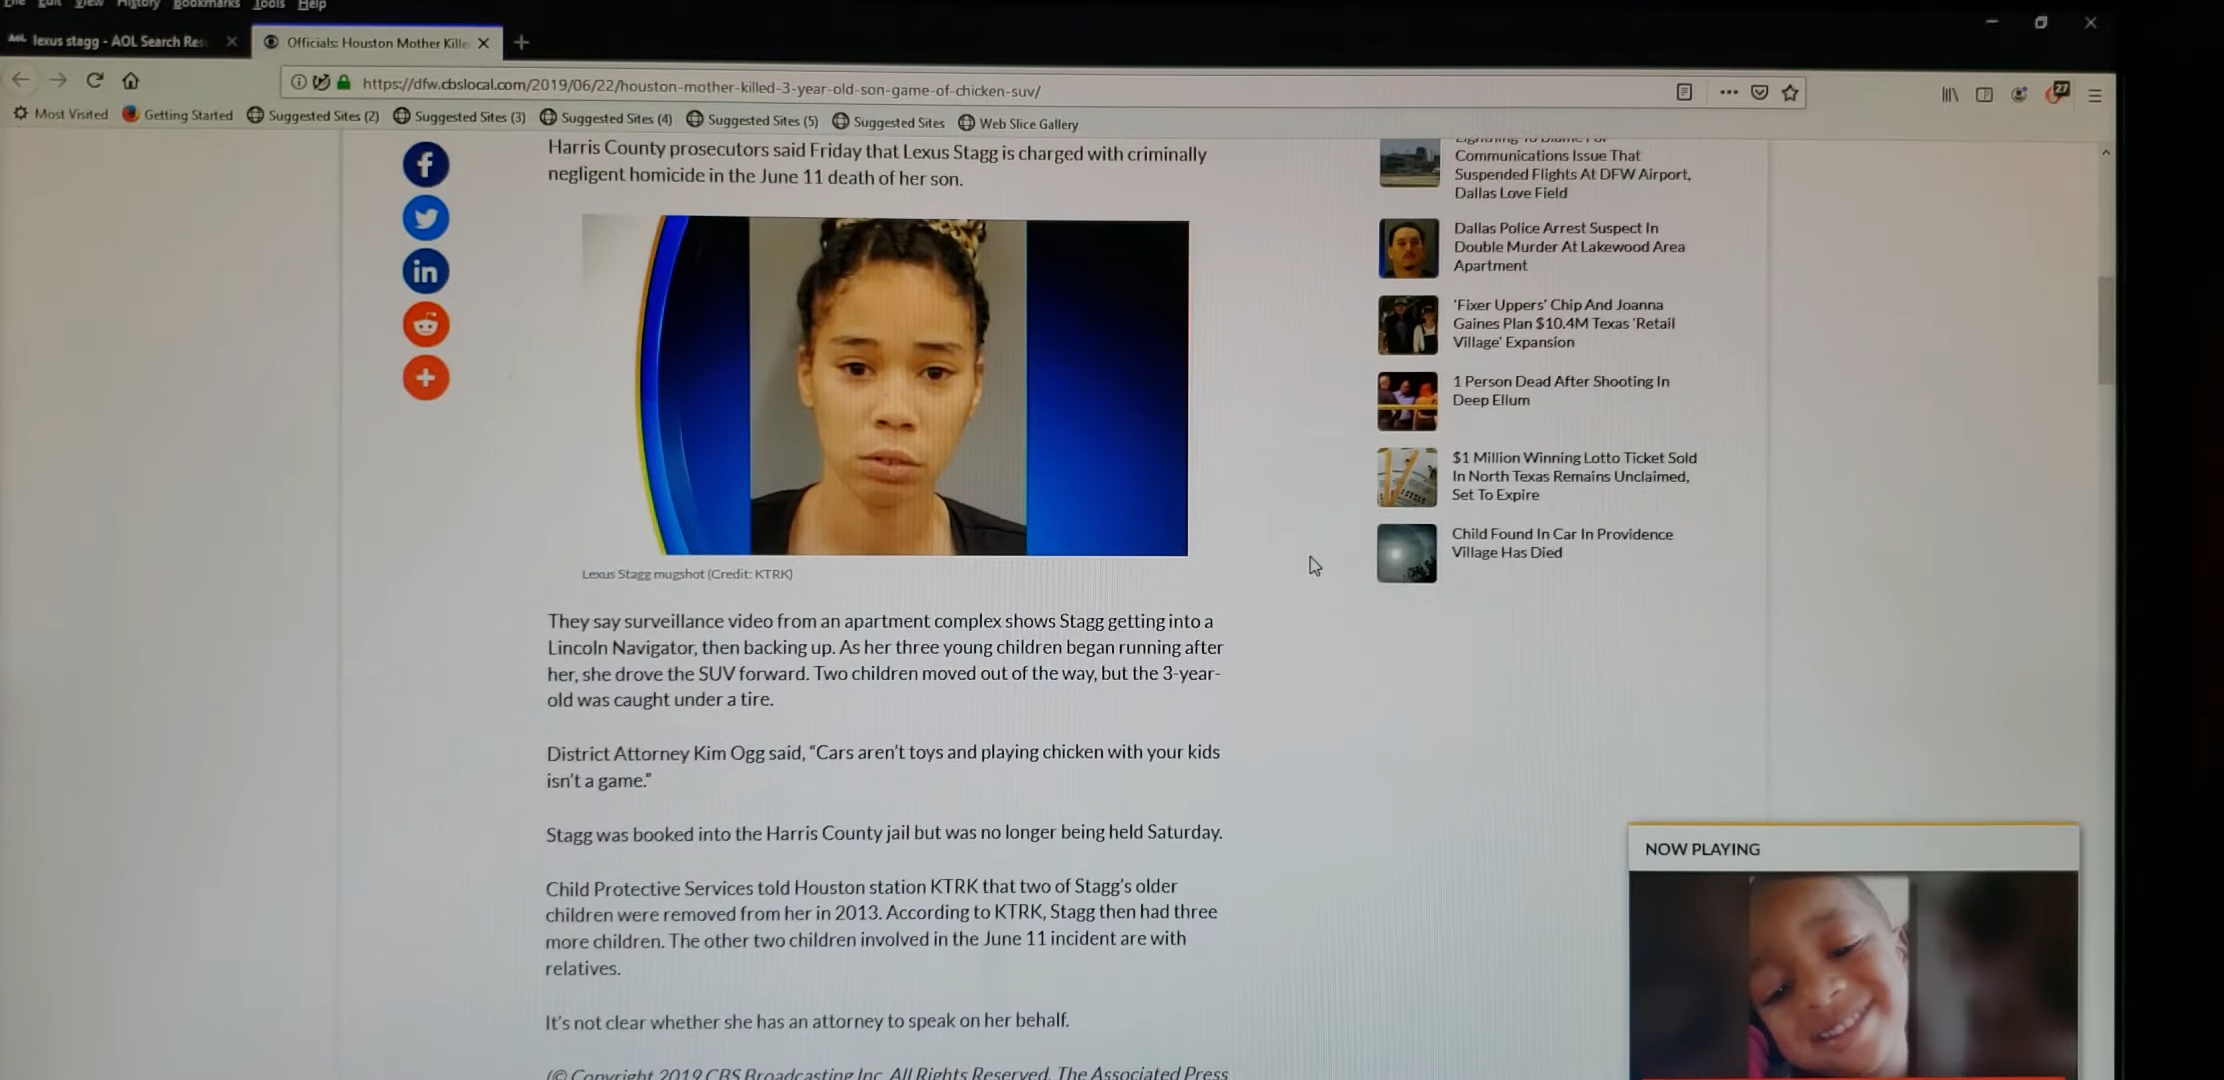 File Edit View History Bookmarks Tools Help
Aol. lexus stagg - AOL Search Res
Officials: Houston Mother Kille
https://dfw.cbslocal.com/2019/06/22/houston-mother-killed-3-year-old-son-game-of-chicken-suv/
27
Most Visited Getting Started Suggested Sites (2) Suggested Sites (3) Suggested Sites (4) Suggested Sites (5) Suggested Sites Web Slice Gallery
Harris County prosecutors said Friday that Lexus Stagg is charged with criminally
negligent homicide in the June 11 death of her son.
f
in
Lexus Stagg mugshot (Credit: KTRK)
They say surveillance video from an apartment complex shows Stagg getting into a
Lincoln Navigator, then backing up. As her three young children began running after
her, she drove the SUV forward. Two children moved out of the way, but the 3-year-
old was caught under a tire.
District Attorney Kim Ogg said, “Cars aren’t toys and playing chicken with your kids
isn’t a game.”
Stagg was booked into the Harris County jail but was no longer being held Saturday.
Child Protective Services told Houston station KTRK that two of Stagg’s older
children were removed from her in 2013. According to KTRK, Stagg then had three
more children. The other two children involved in the June 11 incident are with
relatives.
It’s not clear whether she has an attorney to speak on her behalf.
(© Copyright 2019 CBS Broadcasting Inc. All Rights Reserved. The Associated Press
Lightning To Blame For
Communications Issue That
Suspended Flights At DFW Airport,
Dallas Love Field
Dallas Police Arrest Suspect In
Double Murder At Lakewood Area
Apartment
'Fixer Uppers' Chip And Joanna
Gaines Plan $10.4M Texas 'Retail
Village' Expansion
1 Person Dead After Shooting In
Deep Ellum
$1 Million Winning Lotto Ticket Sold
In North Texas Remains Unclaimed,
Set To Expire
Child Found In Car In Providence
Village Has Died
NOW PLAYING